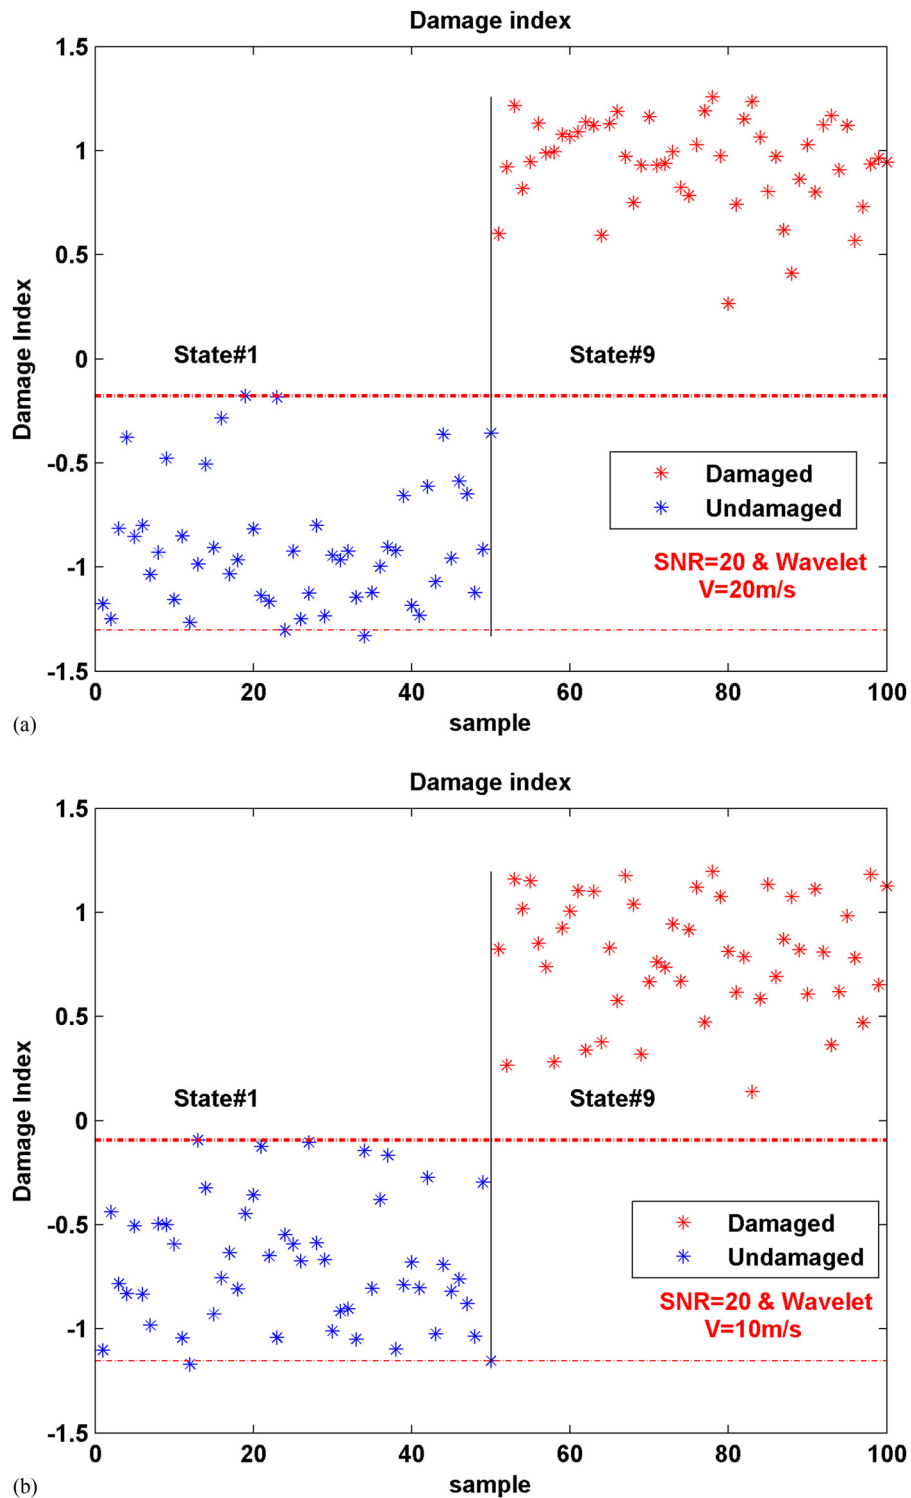 Damage index
1.5
1
0.5
0
-0.5
-1
-1.5
Damage Index
State#1
State#9
Damaged
Undamaged
SNR=20 & Wavelet
V=20m/s
0
20
40
60
80
100
sample
(a)
Damage index
1.5
1
0.5
0
-0.5
-1
-1.5
Damage Index
State#1
State#9
Damaged
Undamaged
SNR=20 & Wavelet
V=10m/s
0
20
40
60
80
100
sample
(b)